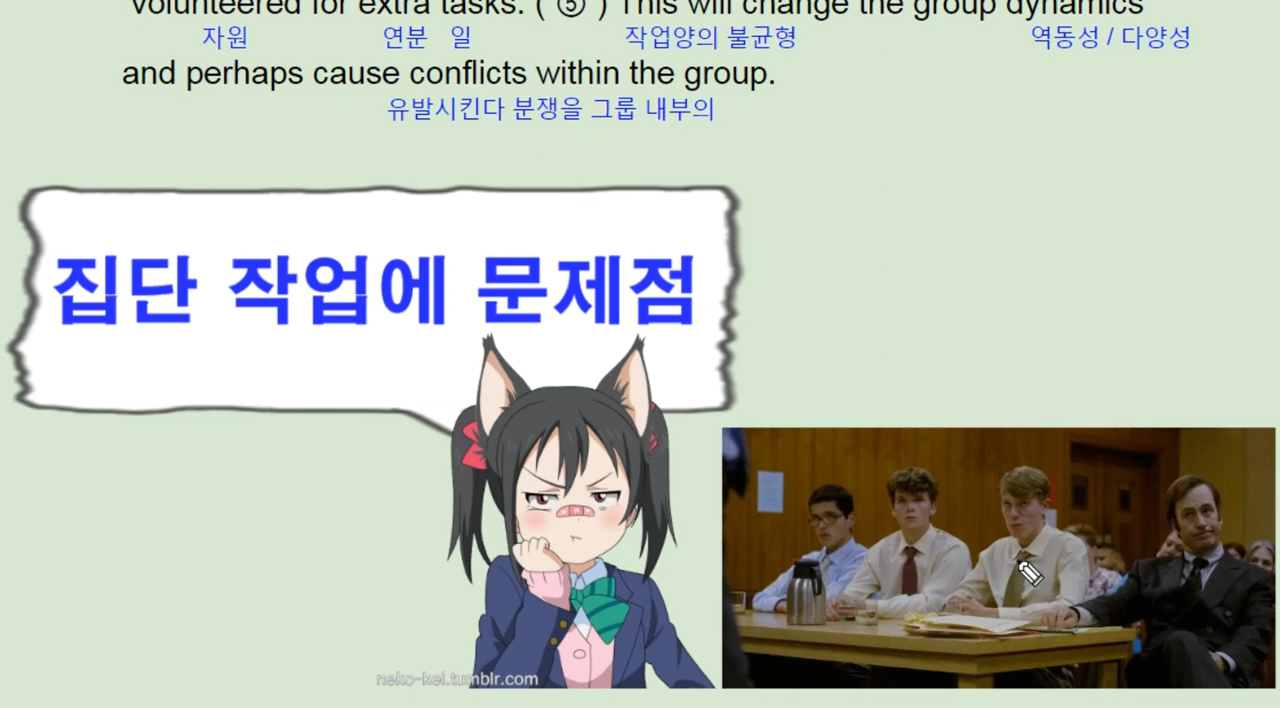 volunteered for extra tasks. ( ⑤ ) This will change the group dynamics
자원 연분 일 작업양의 불균형 역동성 / 다양성
and perhaps cause conflicts within the group.
유발시킨다 분쟁을 그룹 내부의
집단 작업에 문제점
neko-kei.tumblr.com